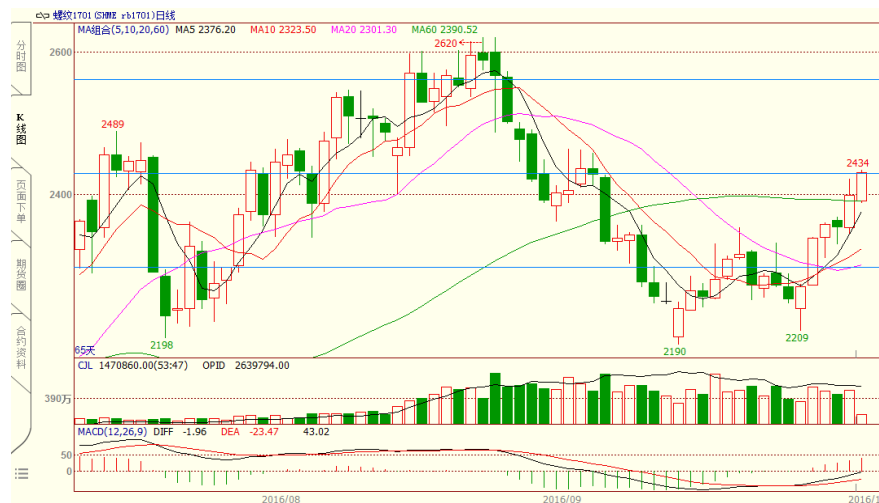 螺纹1701(SHME rb1701)日线
MA组合(5,10,20,60) MA5 2376.20 MA10 2323.50 MA20 2301.30 MA60 2390.52
分时图
K线图
页面下单
期货圈
合约资料
2600
2620
2489
2434
2400
2198
2190
2209
65天
CJL 1470860.00(53:47) OPID 2639794.00
390万
MACD(12,26,9) DIFF -1.96 DEA -23.47 43.02
50
0
2016/08 2016/09 2016/1